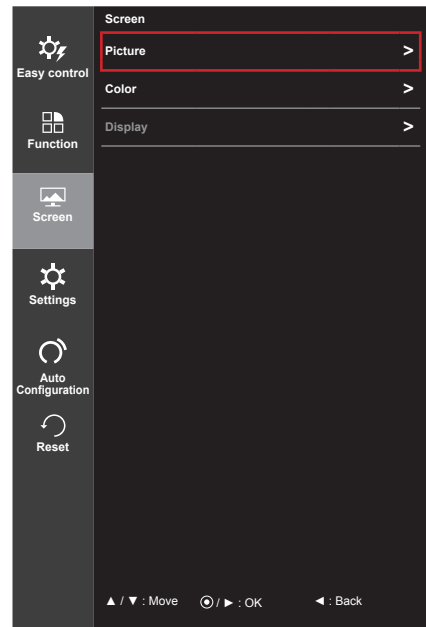 Screen
Picture >
Color >
Display >
Easy control
Function
Screen
Settings
Auto
Configuration
Reset
▲ / ▼ : Move ⦿ / ► : OK ◄ : Back